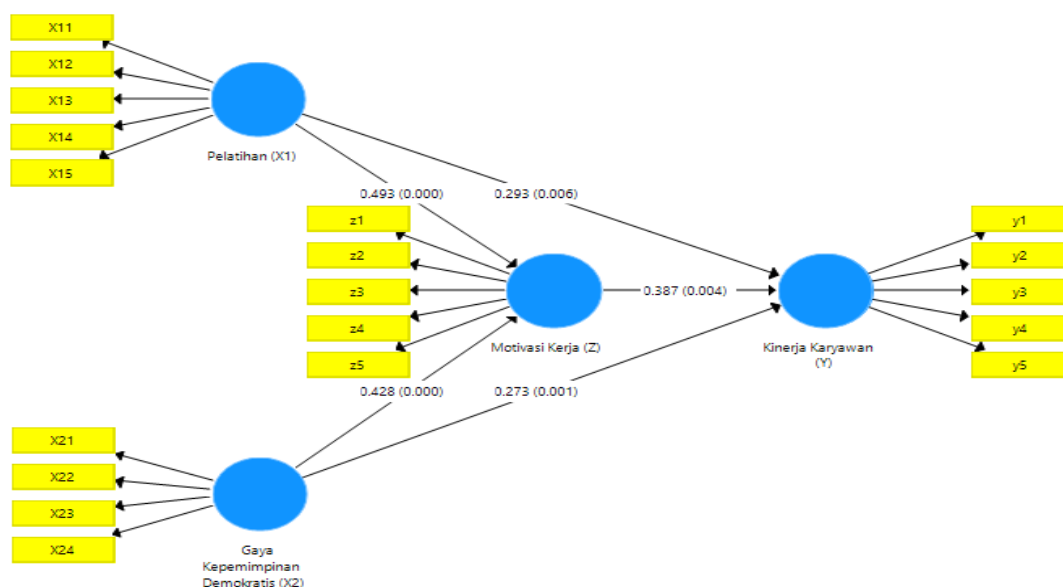 X11
X12
X13
X14
X15
Pelatihan (X1)
0.493 (0.000)
0.293 (0.006)
z1
z2
z3
z4
z5
Motivasi Kerja (Z)
0.387 (0.004)
Kinerja Karyawan
(Y)
y1
y2
y3
y4
y5
0.428 (0.000)
0.273 (0.001)
X21
X22
X23
X24
Gaya
Kepemimpinan
Demokratis (X2)